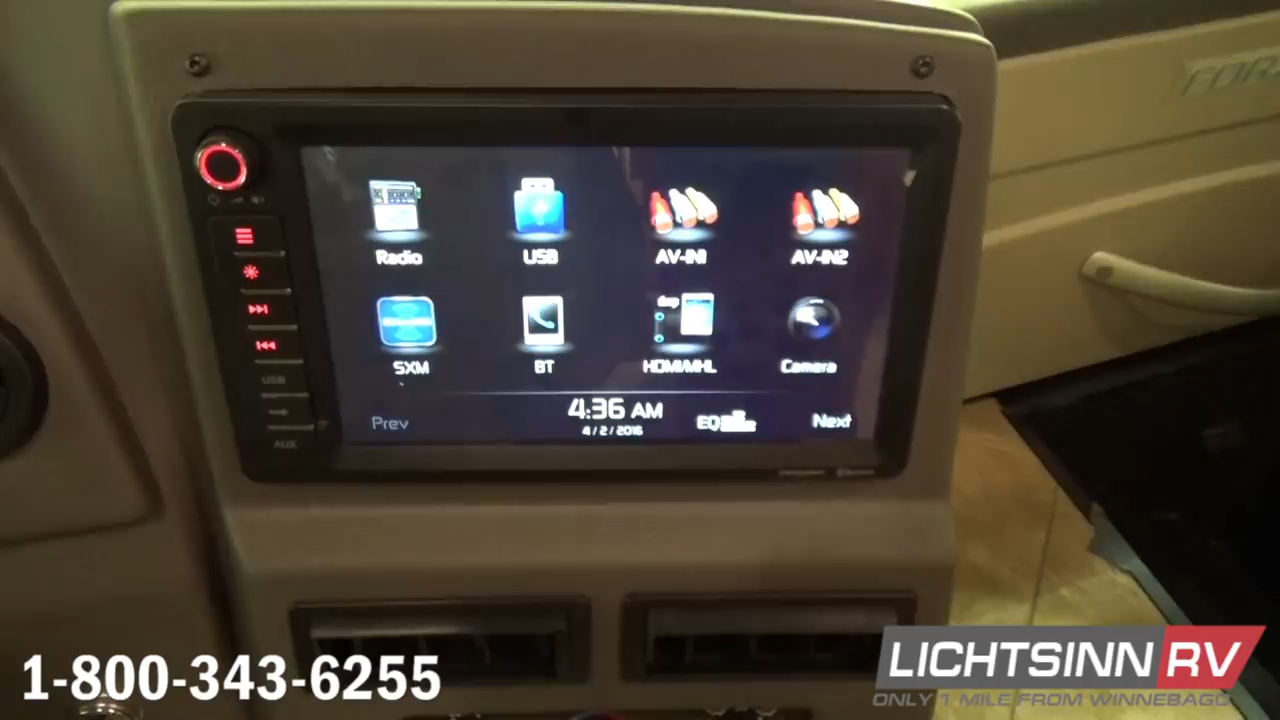 Radio USB AV-IN1 AV-IN2
SXM BT HDMI/MHL Camera
Prev 4:36 AM EQ Next
4/2/2016
USB
AUX
1-800-343-6255
LICHTSINN RV
ONLY 1 MILE FROM WINNEBAGO